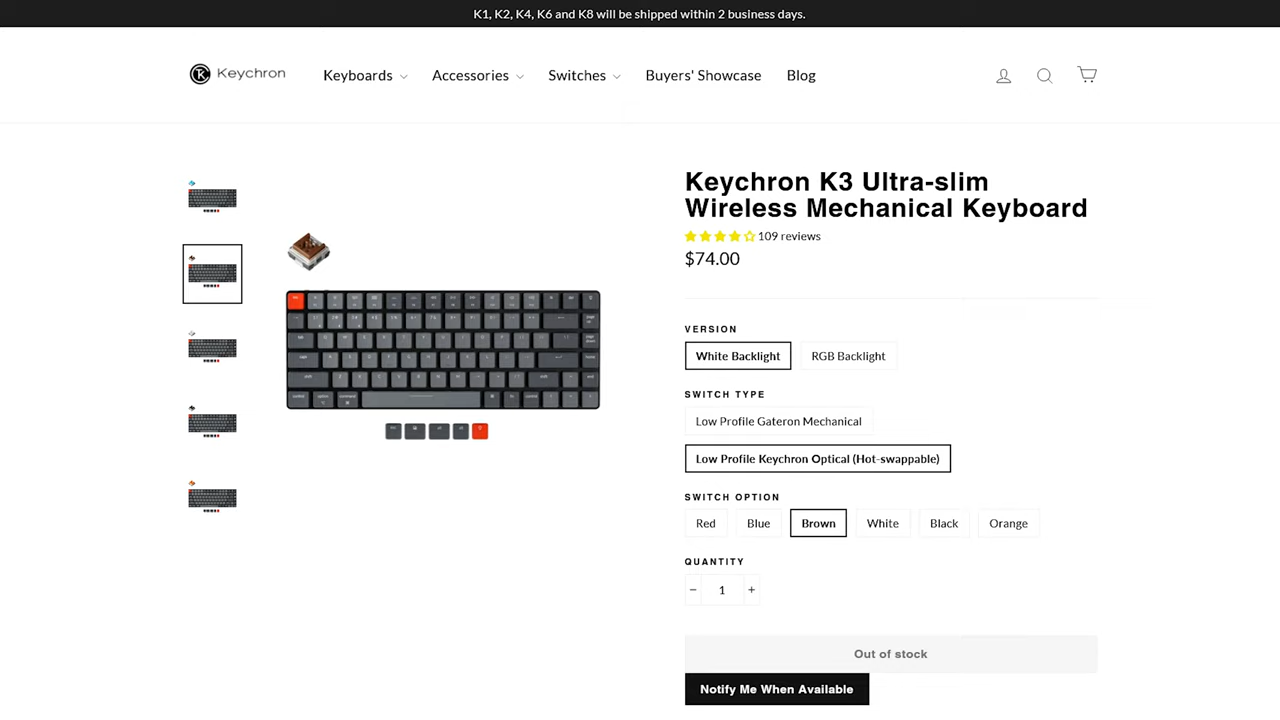 K1, K2, K4, K6 and K8 will be shipped within 2 business days.
Keychron
Keyboards
Accessories
Switches
Buyers' Showcase
Blog
Keychron K3 Ultra-slim
Wireless Mechanical Keyboard
109 reviews
$74.00
VERSION
White Backlight
RGB Backlight
SWITCH TYPE
Low Profile Gateron Mechanical
Low Profile Keychron Optical (Hot-swappable)
SWITCH OPTION
Red
Blue
Brown
White
Black
Orange
QUANTITY
− 1 +
Out of stock
Notify Me When Available